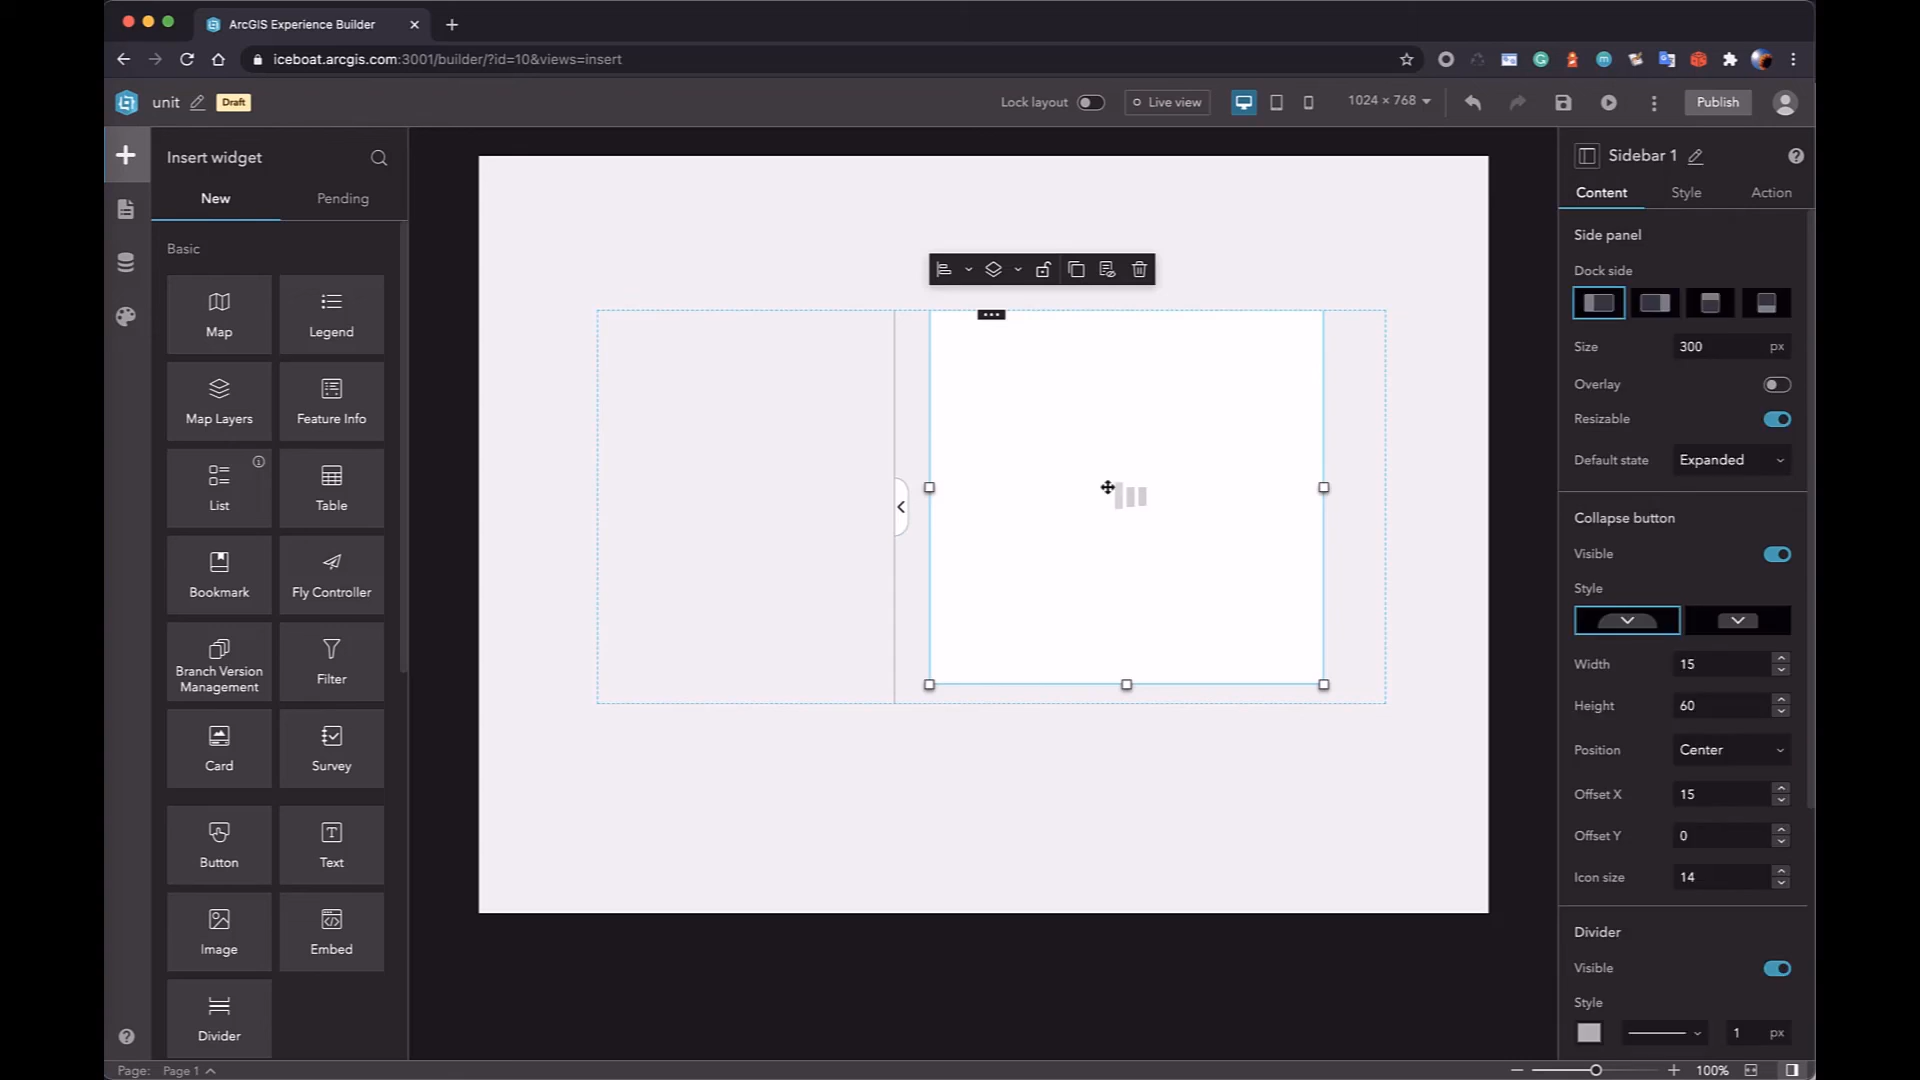 ArcGIS Experience Builder
iceboat.arcgis.com:3001/builder/?id=10&views=insert
unit
Draft
Lock layout
Live view
1024 × 768
Publish
Insert widget
New
Pending
Basic
Map
Legend
Map Layers
Feature Info
List
Table
Bookmark
Fly Controller
Branch Version
Management
Filter
Card
Survey
Button
Text
Image
Embed
Divider
Sidebar 1
Content
Style
Action
Side panel
Dock side
Size
300
px
Overlay
Resizable
Default state
Expanded
Collapse button
Visible
Style
Width
15
Height
60
Position
Center
Offset X
15
Offset Y
0
Icon size
14
Divider
Visible
Style
1
px
Page:
Page 1
100%